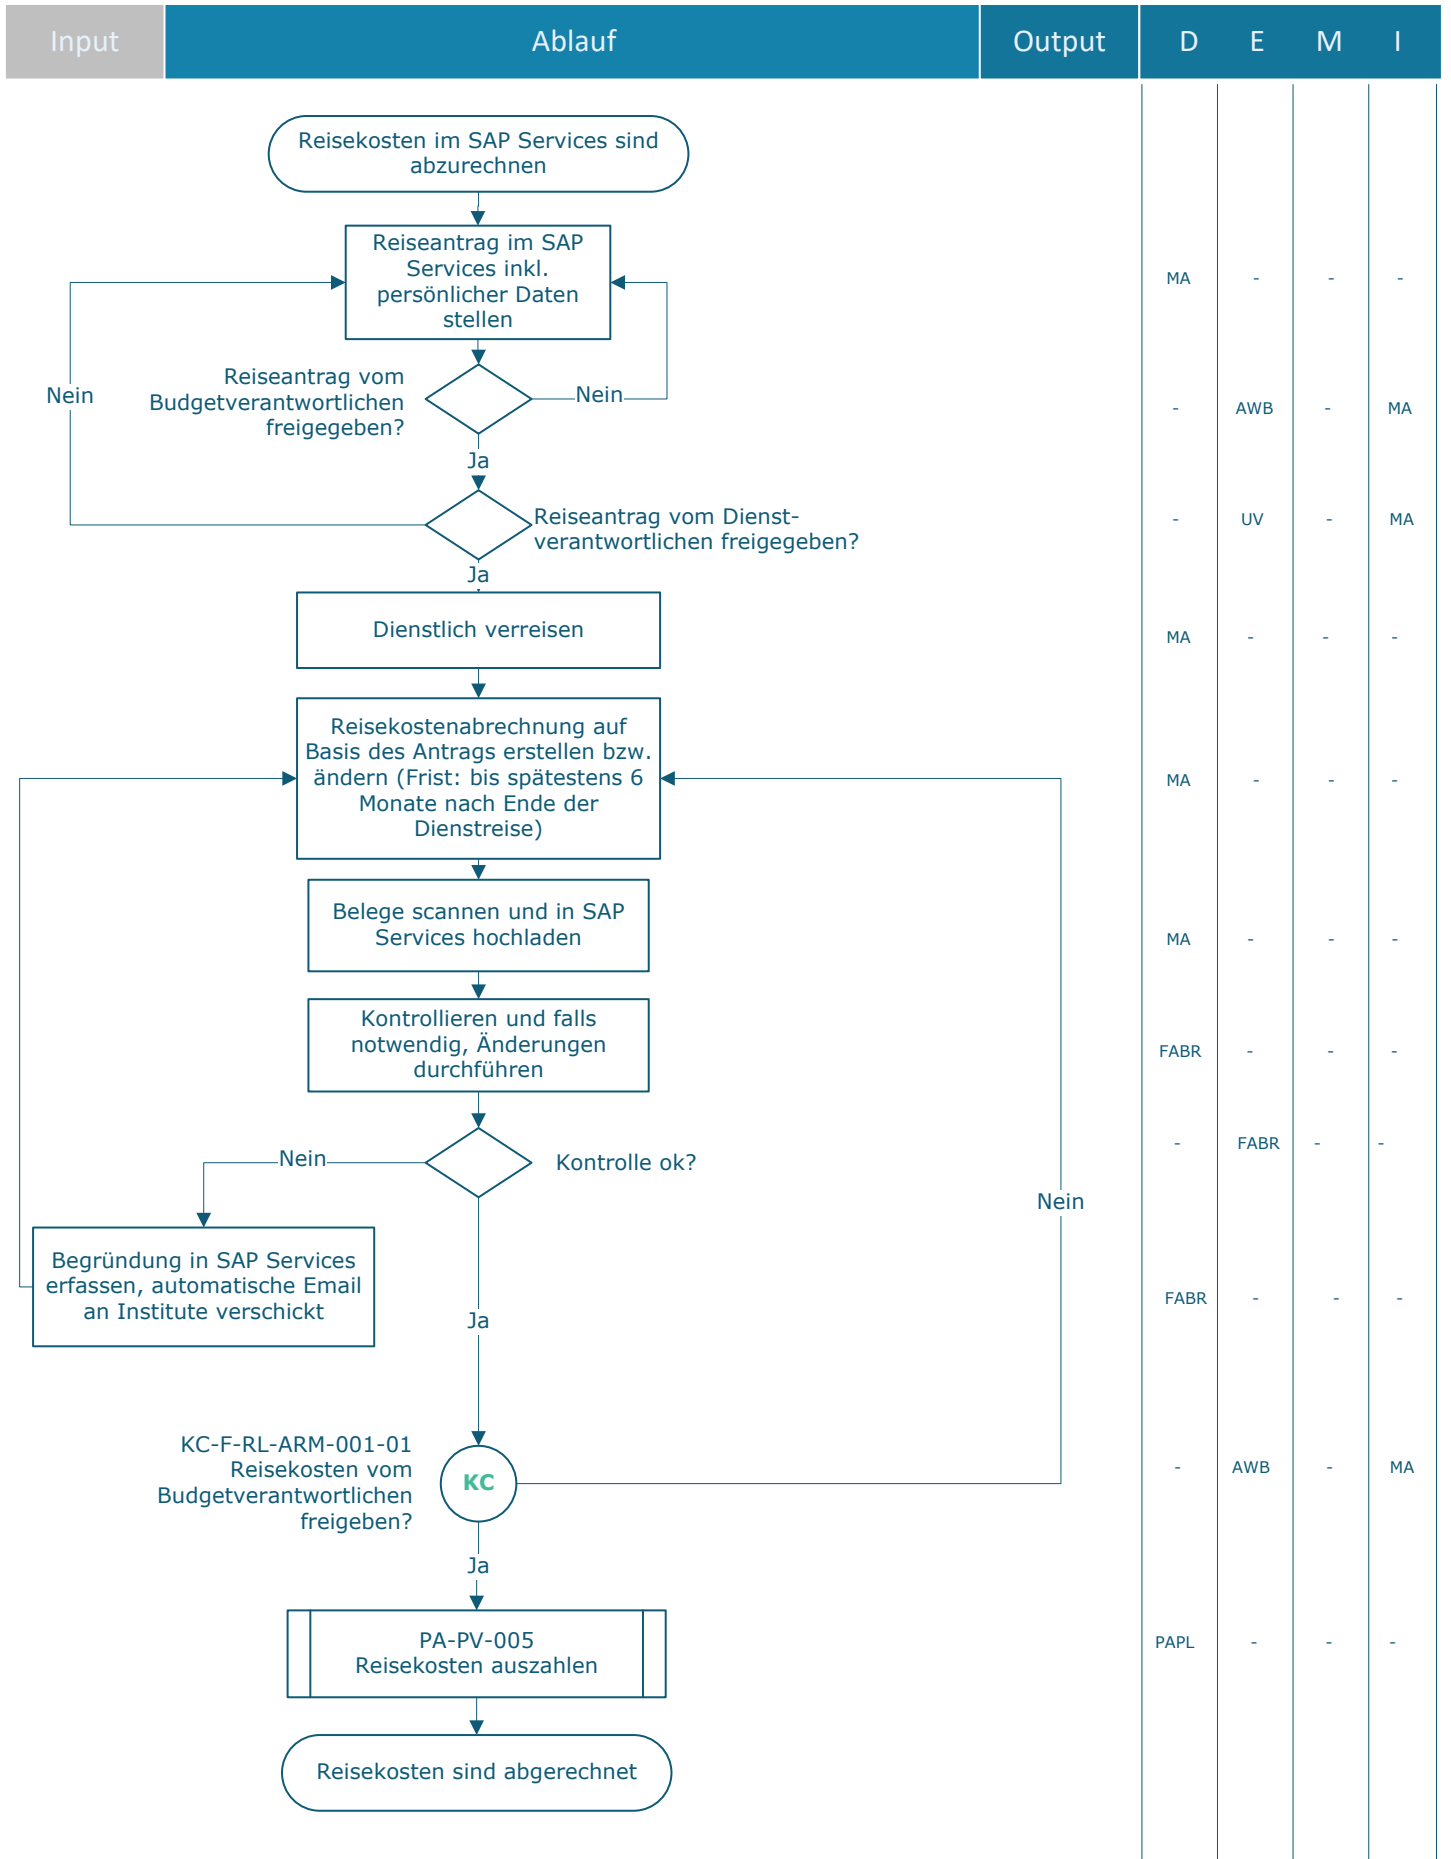 Input
Ablauf
Output
D
E
M
I
Reisekosten im SAP Services sind
abzurechnen
Reiseantrag im SAP
Services inkl.
persönlicher Daten
stellen
MA
-
-
-
Nein
Reiseantrag vom
Budgetverantwortlichen
freigegeben?
Nein
-
AWB
-
MA
Ja
Reiseantrag vom Dienst-
verantwortlichen freigegeben?
-
UV
-
MA
Ja
Dienstlich verreisen
MA
-
-
-
Reisekostenabrechnung auf
Basis des Antrags erstellen bzw.
ändern (Frist: bis spätestens 6
Monate nach Ende der
Dienstreise)
MA
-
-
-
Belege scannen und in SAP
Services hochladen
MA
-
-
-
Kontrollieren und falls
notwendig, Änderungen
durchführen
FABR
-
-
-
Nein
Kontrolle ok?
-
FABR
-
-
Nein
Begründung in SAP Services
erfassen, automatische Email
an Institute verschickt
FABR
-
-
-
Ja
KC-F-RL-ARM-001-01
Reisekosten vom
Budgetverantwortlichen
freigeben?
KC
-
AWB
-
MA
Ja
PA-PV-005
Reisekosten auszahlen
PAPL
-
-
-
Reisekosten sind abgerechnet